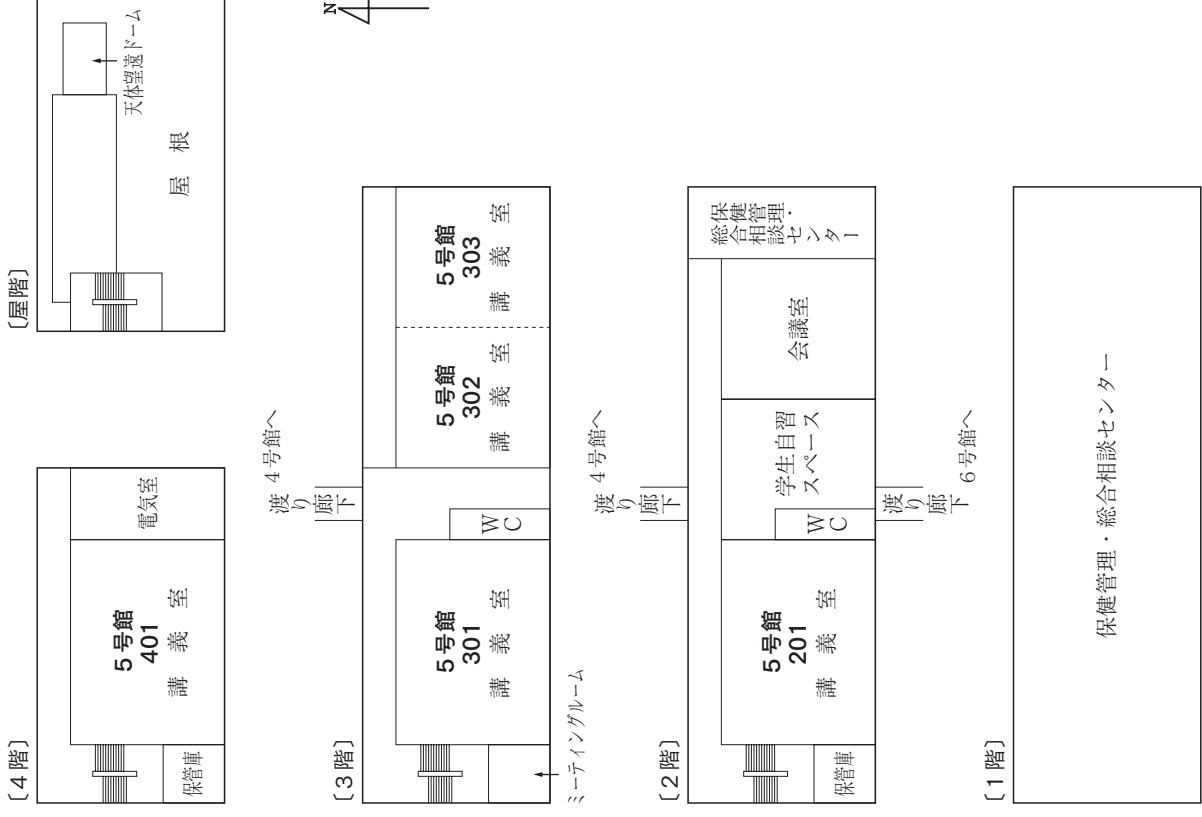 〔屋階〕
天体望遠ドーム
屋根
N
〔4階〕
5号館
401
講義室
電気室
保管庫
〔3階〕
渡り廊下
4号館へ
5号館
301
講義室
WC
5号館
302
講義室
5号館
303
講義室
ミーティングルーム
〔2階〕
渡り廊下
4号館へ
5号館
201
講義室
WC
学生自習
スペース
会議室
保健管理・
総合相談
センター
保管庫
渡り廊下
6号館へ
〔1階〕
保健管理・総合相談センター